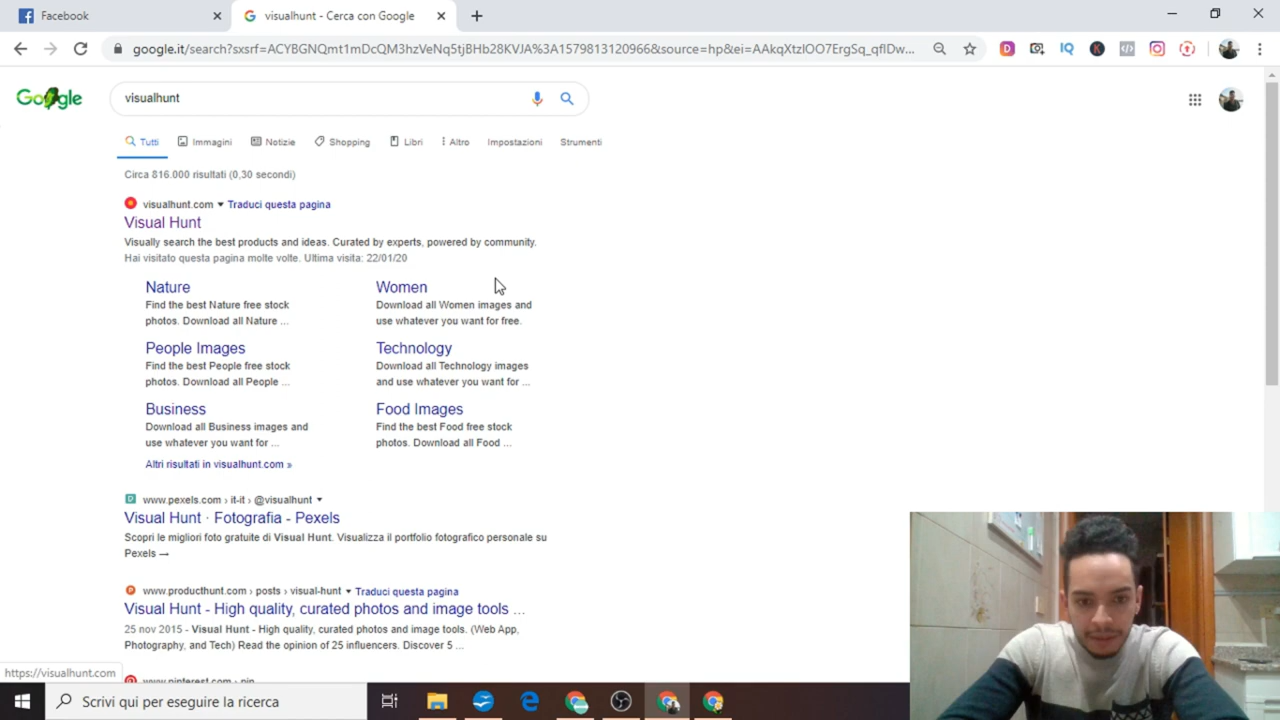 Facebook
visualhunt - Cerca con Google
google.it/search?sxsrf=ACYBGNQmt1mDcQM3hzVeNq5tjBHb28KVJA%3A1579813120966&source=hp&ei=AAkqXtzIOO7ErgSq_qflDw...
Google
visualhunt
Tutti Immagini Notizie Shopping Libri Altro Impostazioni Strumenti
Circa 816.000 risultati (0,30 secondi)
visualhunt.com Traduci questa pagina
Visual Hunt
Visually search the best products and ideas. Curated by experts, powered by community.
Hai visitato questa pagina molte volte. Ultima visita: 22/01/20
Nature
Find the best Nature free stock
photos. Download all Nature ...
Women
Download all Women images and
use whatever you want for free.
People Images
Find the best People free stock
photos. Download all People ...
Technology
Download all Technology images
and use whatever you want for ...
Business
Download all Business images and
use whatever you want for ...
Food Images
Find the best Food free stock
photos. Download all Food ...
Altri risultati in visualhunt.com »
www.pexels.com › it-it › @visualhunt
Visual Hunt · Fotografia - Pexels
Scopri le migliori foto gratuite di Visual Hunt. Visualizza il portfolio fotografico personale su
Pexels →
www.producthunt.com › posts › visual-hunt Traduci questa pagina
Visual Hunt - High quality, curated photos and image tools ...
25 nov 2015 - Visual Hunt - High quality, curated photos and image tools. (Web App,
Photography, and Tech) Read the opinion of 25 influencers. Discover 5 ...
www.pinterest.com › pin
https://visualhunt.com
Scrivi qui per eseguire la ricerca